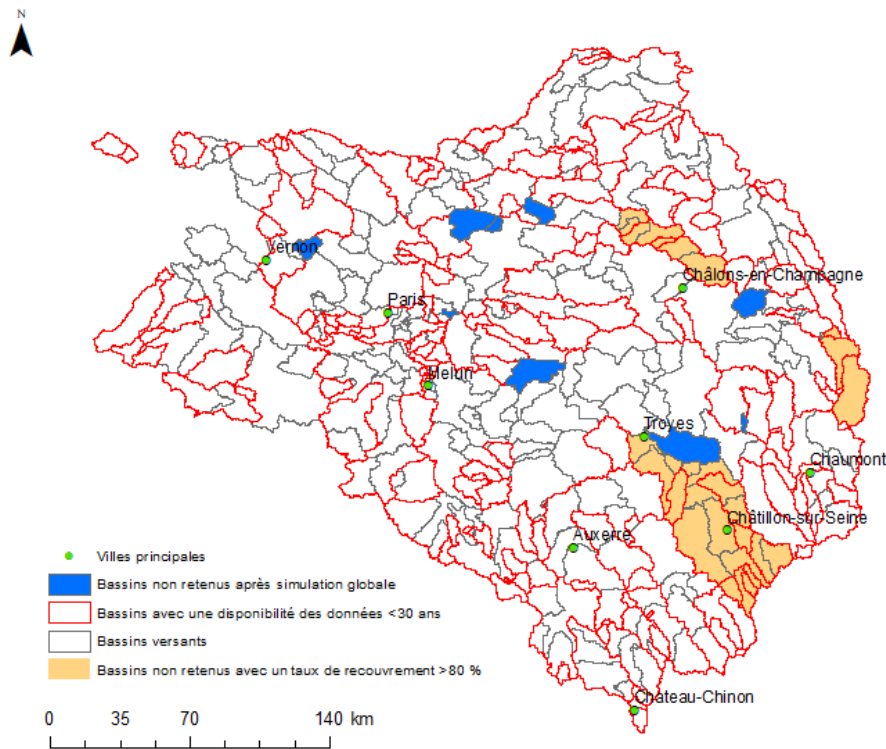 N
Vernon
Châlons-en-Champagne
Paris
Melun
Troyes
Chaumont
Châtillon-sur-Seine
Auxerre
Villes principales
Bassins non retenus après simulation globale
Bassins avec une disponibilité des données <30 ans
Bassins versants
Bassins non retenus avec un taux de recouvrement >80 %
Château-Chinon
0 35 70 140 km